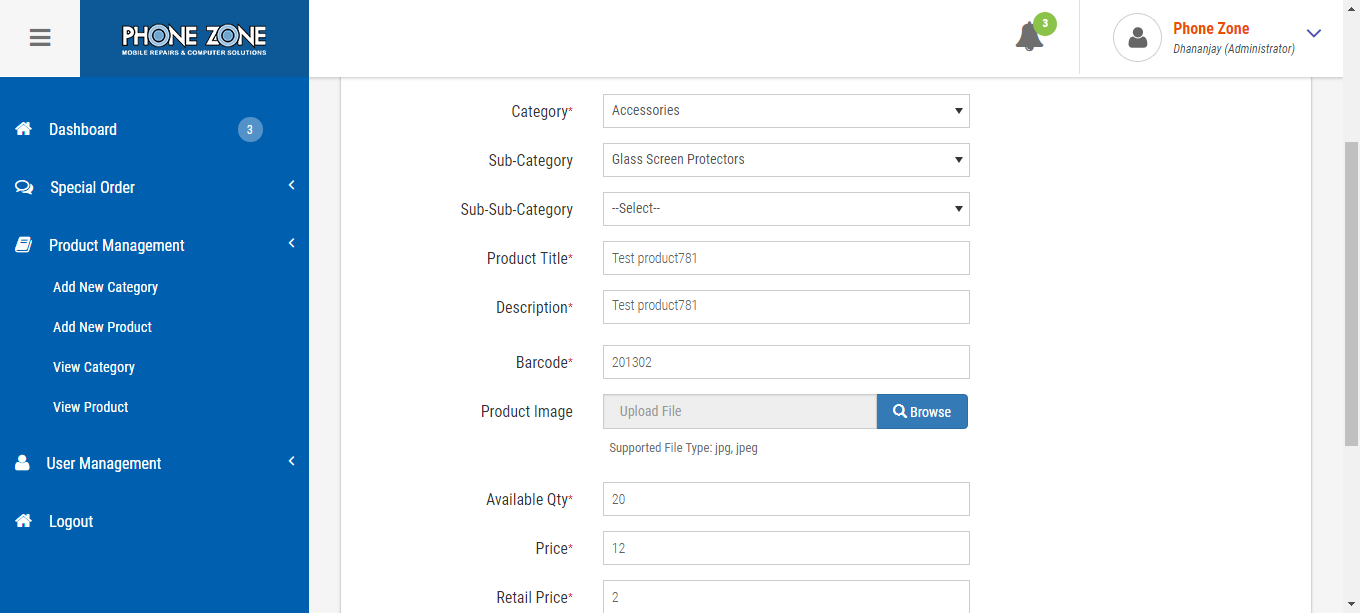 PHONE ZONE
MOBILE REPAIRS & COMPUTER SOLUTIONS
3
Phone Zone
Dhananjay (Administrator)
Dashboard 3
Special Order
Product Management
Add New Category
Add New Product
View Category
View Product
User Management
Logout
Category* Accessories
Sub-Category Glass Screen Protectors
Sub-Sub-Category --Select--
Product Title* Test product781
Description* Test product781
Barcode* 201302
Product Image Upload File Browse
Supported File Type: jpg, jpeg
Available Qty* 20
Price* 12
Retail Price* 2